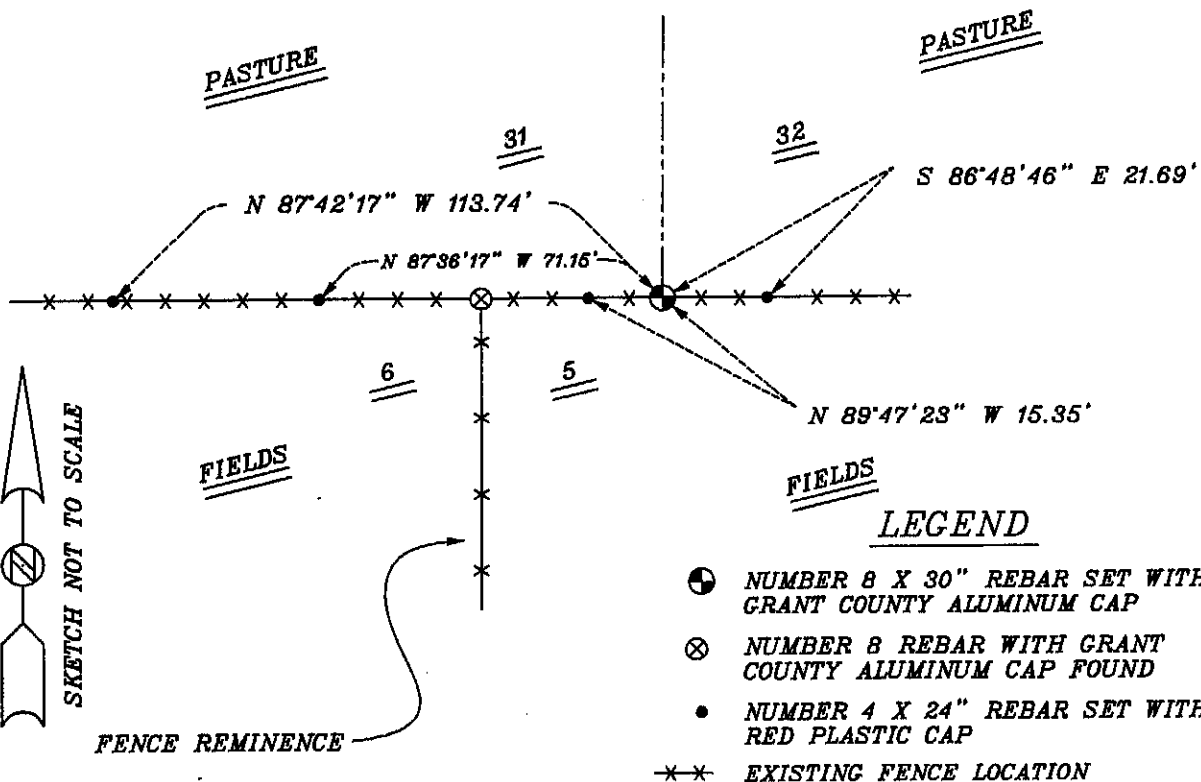 PASTURE
PASTURE
31
32
S 86°48'46" E 21.69'
N 87°42'17" W 113.74'
N 87°36'17" W 71.15'
6
5
N 89°47'23" W 15.35'
FIELDS
FIELDS
N
SKETCH NOT TO SCALE
FENCE REMINENCE
LEGEND
NUMBER 8 X 30" REBAR SET WITH
GRANT COUNTY ALUMINUM CAP
NUMBER 8 REBAR WITH GRANT
COUNTY ALUMINUM CAP FOUND
NUMBER 4 X 24" REBAR SET WITH
RED PLASTIC CAP
EXISTING FENCE LOCATION